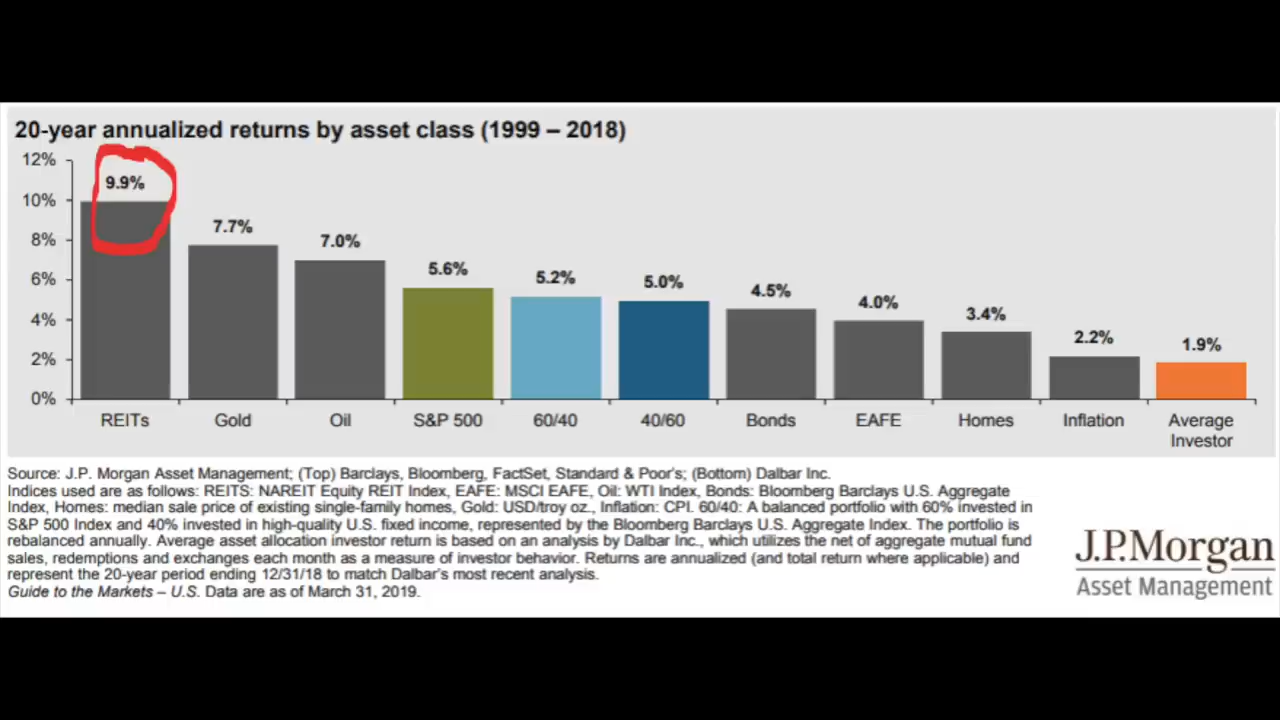 20-year annualized returns by asset class (1999 – 2018)
12%
10%
8%
6%
4%
2%
0%
9.9%
7.7%
7.0%
5.6%
5.2%
5.0%
4.5%
4.0%
3.4%
2.2%
1.9%
REITs
Gold
Oil
S&P 500
60/40
40/60
Bonds
EAFE
Homes
Inflation
Average
Investor
Source: J.P. Morgan Asset Management; (Top) Barclays, Bloomberg, FactSet, Standard & Poor's; (Bottom) Dalbar Inc.
Indices used are as follows: REITS: NAREIT Equity REIT Index, EAFE: MSCI EAFE, Oil: WTI Index, Bonds: Bloomberg Barclays U.S. Aggregate
Index, Homes: median sale price of existing single-family homes, Gold: USD/troy oz., Inflation: CPI. 60/40: A balanced portfolio with 60% invested in
S&P 500 Index and 40% invested in high-quality U.S. fixed income, represented by the Bloomberg Barclays U.S. Aggregate Index. The portfolio is
rebalanced annually. Average asset allocation investor return is based on an analysis by Dalbar Inc., which utilizes the net of aggregate mutual fund
sales, redemptions and exchanges each month as a measure of investor behavior. Returns are annualized (and total return where applicable) and
represent the 20-year period ending 12/31/18 to match Dalbar's most recent analysis.
Guide to the Markets – U.S. Data are as of March 31, 2019.
J.P.Morgan
Asset Management